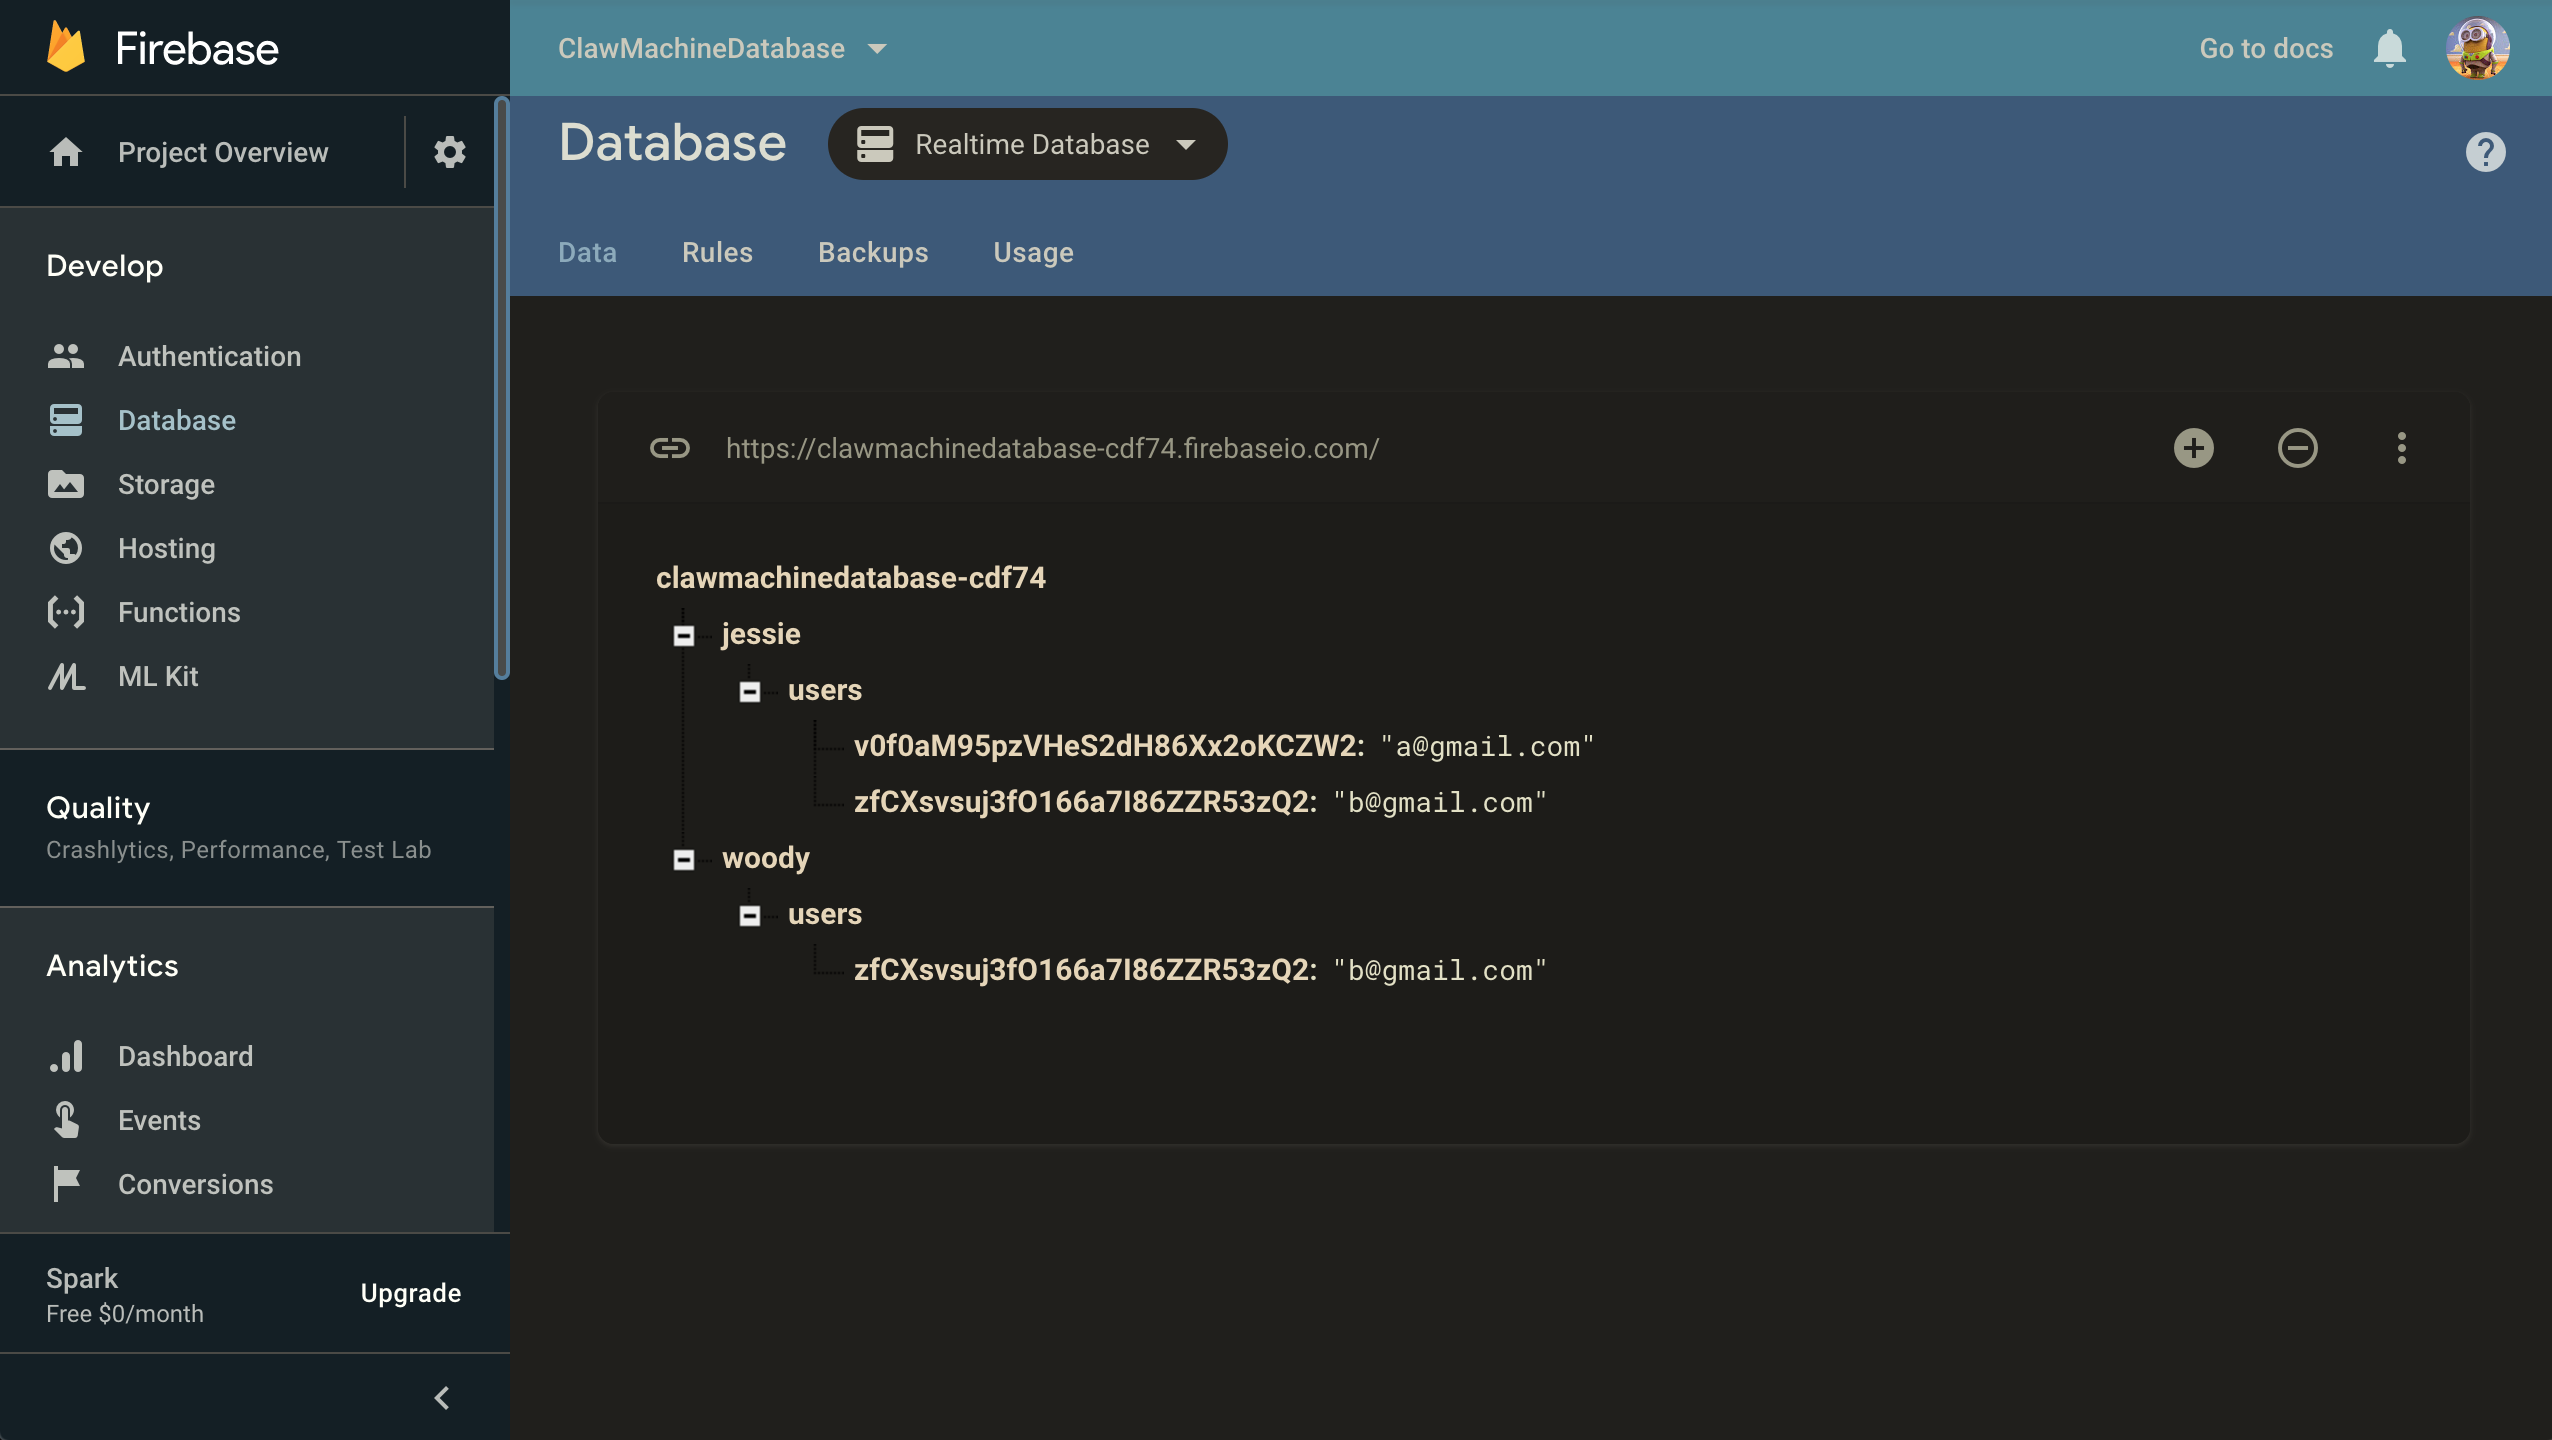 Firebase
ClawMachineDatabase
Go to docs
Project Overview
Database
Realtime Database
Data
Rules
Backups
Usage
Develop
Authentication
Database
Storage
Hosting
Functions
ML Kit
Quality
Crashlytics, Performance, Test Lab
Analytics
Dashboard
Events
Conversions
Spark
Free $0/month
Upgrade
https://clawmachinedatabase-cdf74.firebaseio.com/
clawmachinedatabase-cdf74
jessie
users
v0f0aM95pzVHeS2dH86Xx2oKCZW2: "a@gmail.com"
zfCXsvsuj3fO166a7I86ZZR53zQ2: "b@gmail.com"
woody
users
zfCXsvsuj3fO166a7I86ZZR53zQ2: "b@gmail.com"